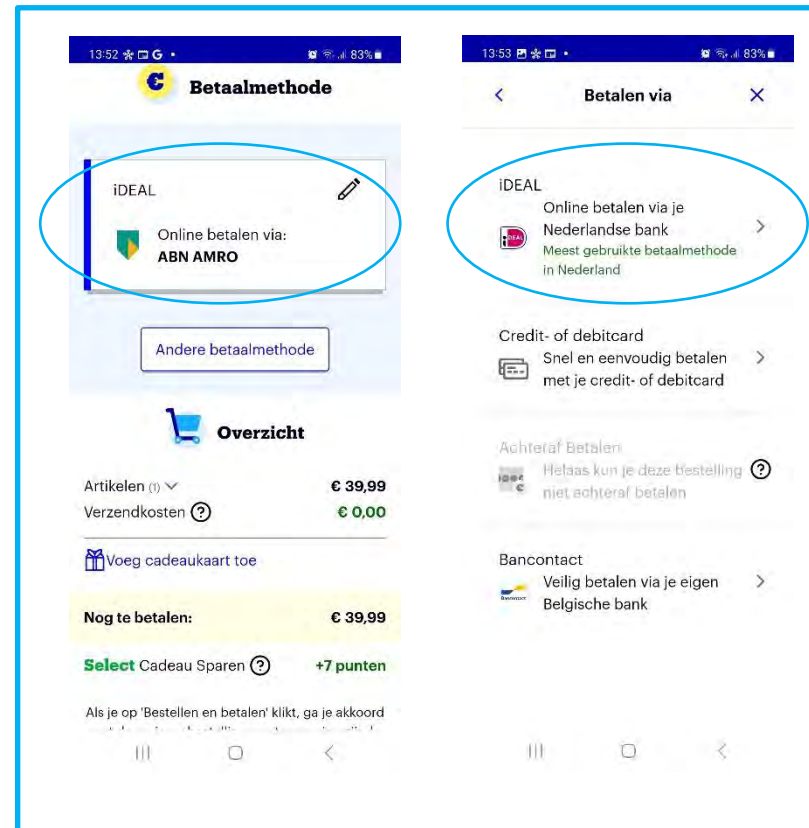 13:52 G • 83%
Betaalmethode
iDEAL
Online betalen via:
ABN AMRO
Andere betaalmethode
Overzicht
Artikelen (1) € 39,99
Verzendkosten ? € 0,00
Voeg cadeaukaart toe
Nog te betalen: € 39,99
Select Cadeau Sparen ? +7 punten
Als je op 'Bestellen en betalen' klikt, ga je akkoord
13:53 • 83%
Betalen via
iDEAL
Online betalen via je
Nederlandse bank
Meest gebruikte betaalmethode
in Nederland
Credit- of debitcard
Snel en eenvoudig betalen
met je credit- of debitcard
Achteraf Betalen
Helaas kun je deze bestelling ?
niet achteraf betalen
Bancontact
Veilig betalen via je eigen
Belgische bank